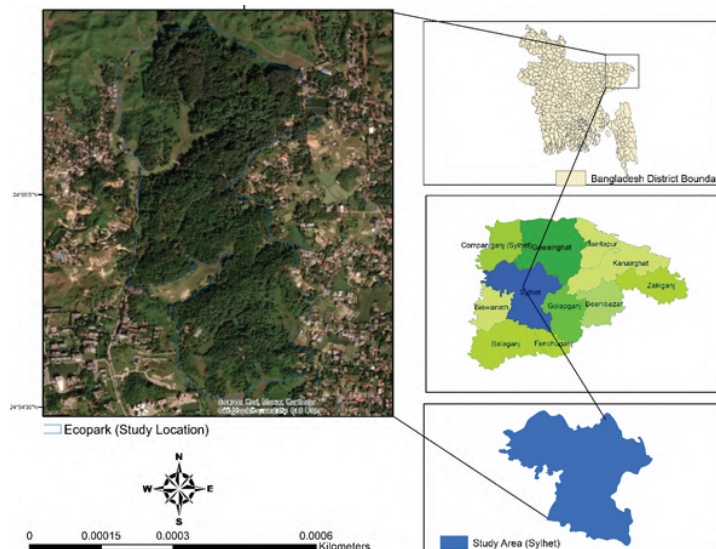 24°55'0"N
24°54'30"N
Ecopark (Study Location)
N
W E
S
0 0.00015 0.0003 0.0006
Kilometers
Bangladesh District Bounda
Companiganj (Sylhet)
Gowainghat
Jaintapur
Kanairghat
Zakiganj
Sylhet
Golapganj
Beanibazar
Biswanath
Balaganj
Fenchuganj
Study Area (Sylhet)